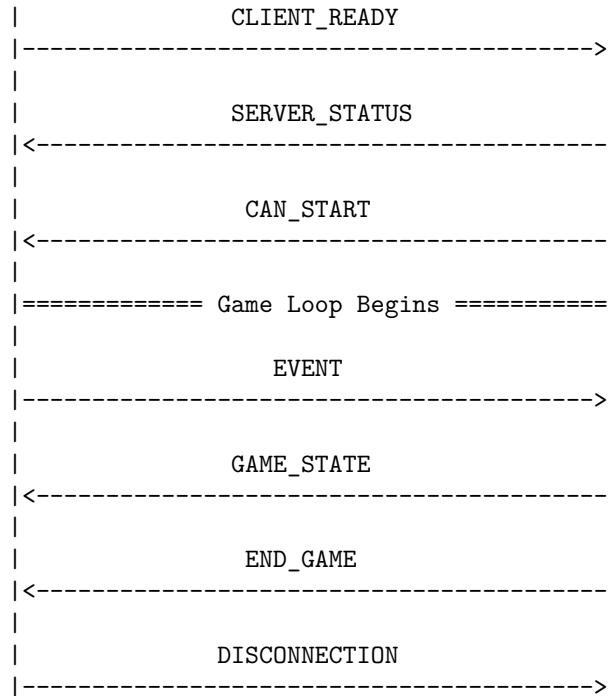 |               CLIENT_READY
|----------------------------------------->
|
|               SERVER_STATUS
|<-----------------------------------------
|
|                CAN_START
|<-----------------------------------------
|
|============= Game Loop Begins ===========
|
|                  EVENT
|----------------------------------------->
|
|               GAME_STATE
|<-----------------------------------------
|
|                END_GAME
|<-----------------------------------------
|
|              DISCONNECTION
|----------------------------------------->